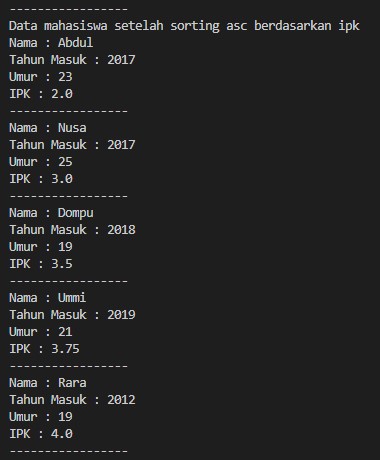 -----------------
Data mahasiswa setelah sorting asc berdasarkan ipk
Nama : Abdul
Tahun Masuk : 2017
Umur : 23
IPK : 2.0
-----------------
Nama : Nusa
Tahun Masuk : 2017
Umur : 25
IPK : 3.0
-----------------
Nama : Dompu
Tahun Masuk : 2018
Umur : 19
IPK : 3.5
-----------------
Nama : Ummi
Tahun Masuk : 2019
Umur : 21
IPK : 3.75
-----------------
Nama : Rara
Tahun Masuk : 2012
Umur : 19
IPK : 4.0
-----------------